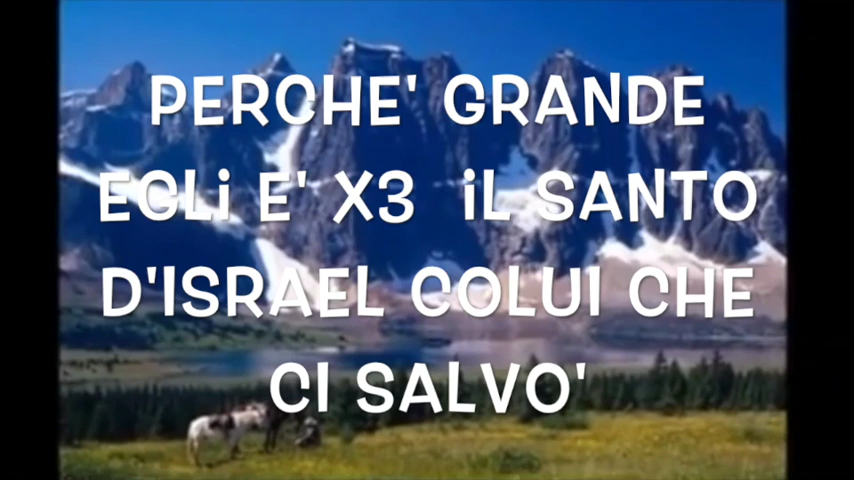 PERCHE' GRANDE
EGLi E' X3 iL SANTO
D'ISRAEL COLUI CHE
CI SALVO'